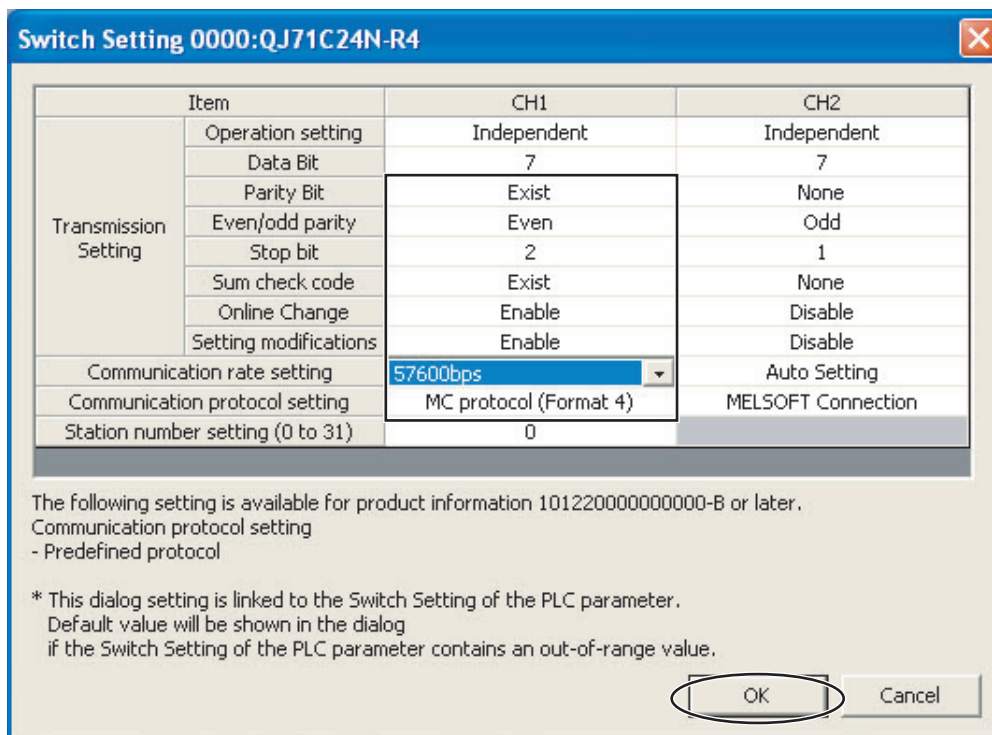 Switch Setting 0000:QJ71C24N-R4
Item CH1 CH2
Transmission Setting
Operation setting Independent Independent
Data Bit 7 7
Parity Bit Exist None
Even/odd parity Even Odd
Stop bit 2 1
Sum check code Exist None
Online Change Enable Disable
Setting modifications Enable Disable
Communication rate setting 57600bps Auto Setting
Communication protocol setting MC protocol (Format 4) MELSOFT Connection
Station number setting (0 to 31) 0
The following setting is available for product information 101220000000000-B or later.
Communication protocol setting
- Predefined protocol
* This dialog setting is linked to the Switch Setting of the PLC parameter.
Default value will be shown in the dialog
if the Switch Setting of the PLC parameter contains an out-of-range value.
OK Cancel